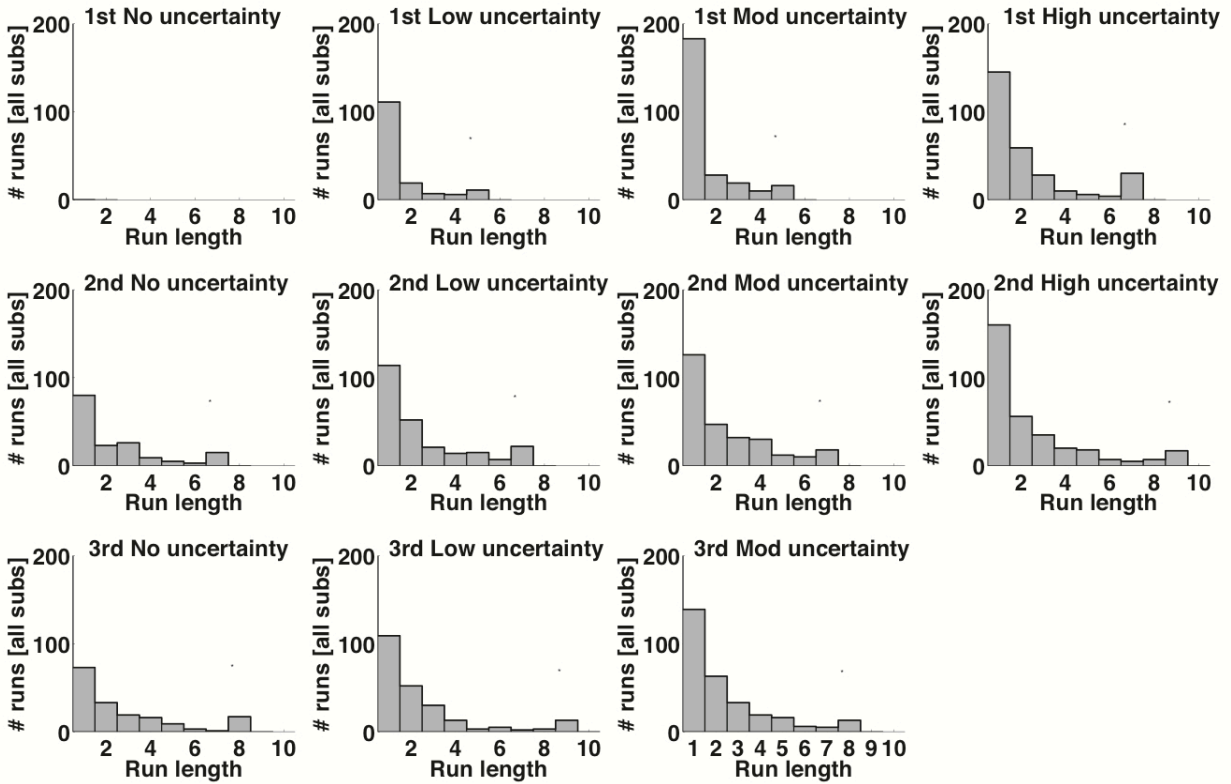 1st No uncertainty
# runs [all subs]
200
100
0
2 4 6 8 10
Run length
1st Low uncertainty
# runs [all subs]
200
100
0
2 4 6 8 10
Run length
1st Mod uncertainty
# runs [all subs]
200
100
0
2 4 6 8 10
Run length
1st High uncertainty
# runs [all subs]
200
100
0
2 4 6 8 10
Run length
2nd No uncertainty
# runs [all subs]
200
100
0
2 4 6 8 10
Run length
2nd Low uncertainty
# runs [all subs]
200
100
0
2 4 6 8 10
Run length
2nd Mod uncertainty
# runs [all subs]
200
100
0
2 4 6 8 10
Run length
2nd High uncertainty
# runs [all subs]
200
100
0
2 4 6 8 10
Run length
3rd No uncertainty
# runs [all subs]
200
100
0
2 4 6 8 10
Run length
3rd Low uncertainty
# runs [all subs]
200
100
0
2 4 6 8 10
Run length
3rd Mod uncertainty
# runs [all subs]
200
100
0
1 2 3 4 5 6 7 8 9 10
Run length